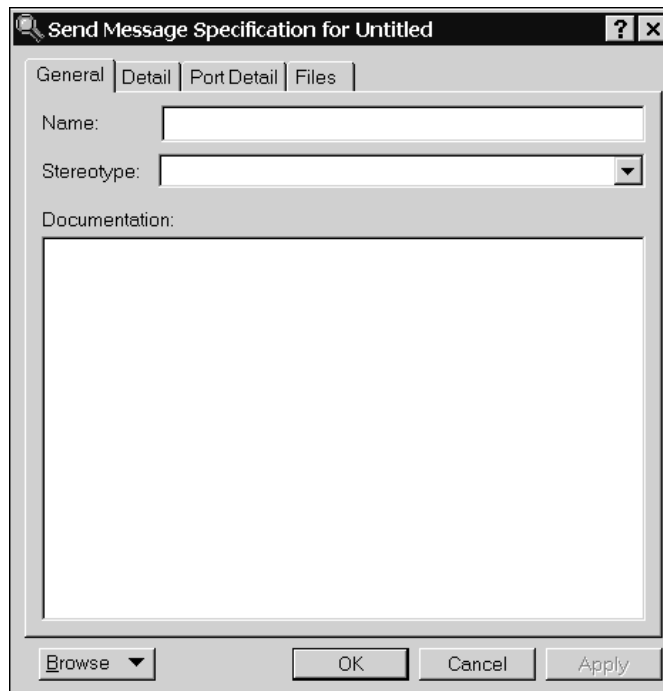 Send Message Specification for Untitled
General Detail Port Detail Files
Name:
Stereotype:
Documentation:
Browse OK Cancel Apply